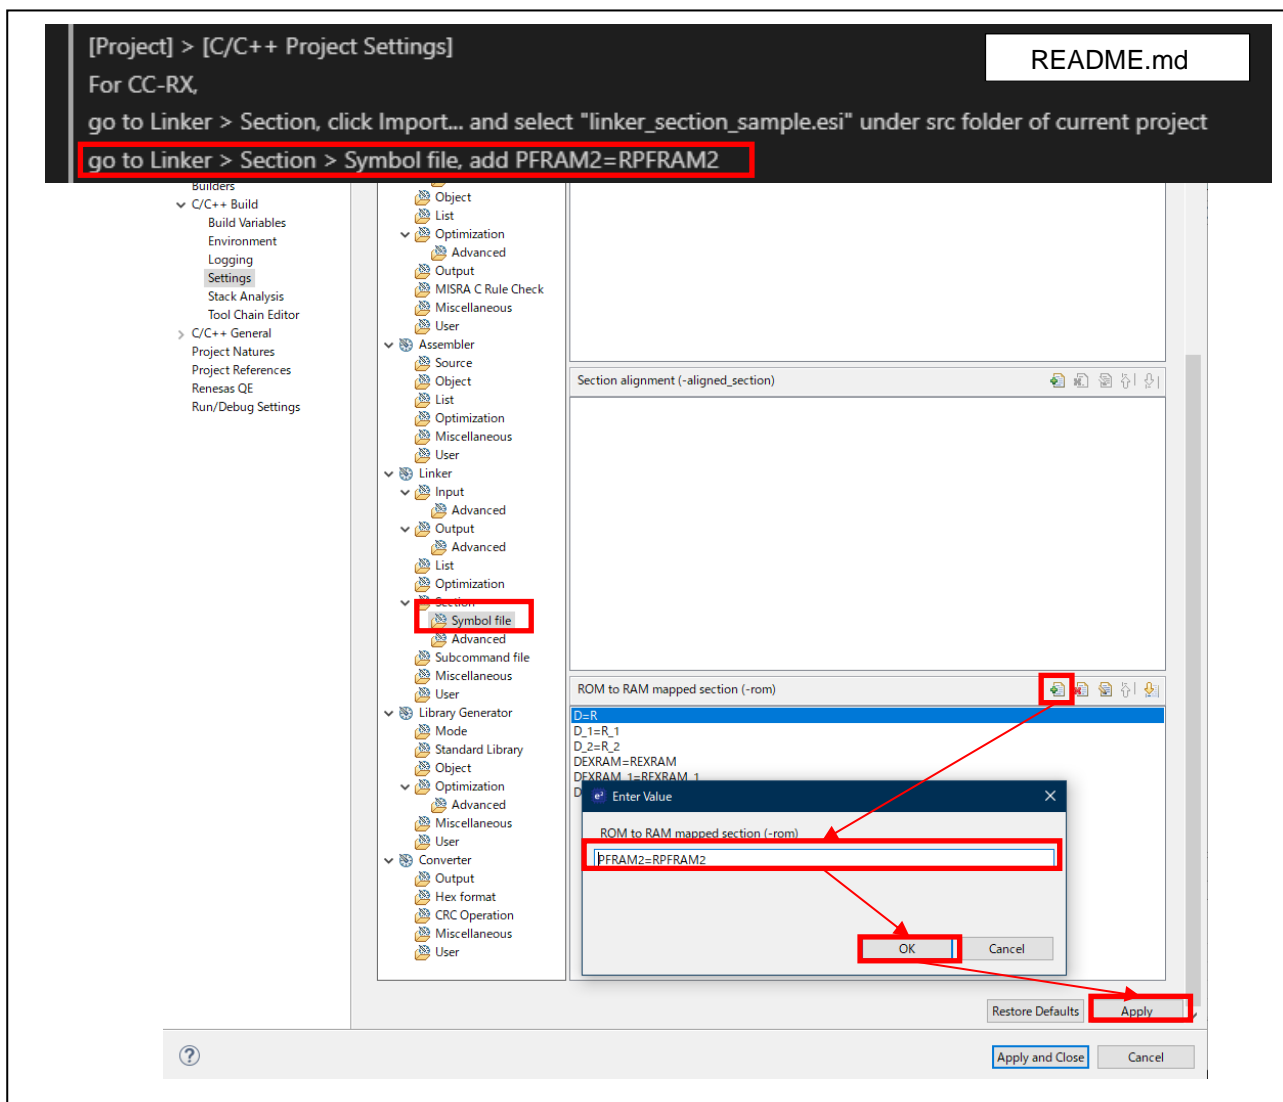 [Project] > [C/C++ Project Settings]
README.md
For CC-RX,
go to Linker > Section, click Import... and select "linker_section_sample.esi" under src folder of current project
go to Linker > Section > Symbol file, add PFRAM2=RPFRAM2
Builders
C/C++ Build
Build Variables
Environment
Logging
Settings
Stack Analysis
Tool Chain Editor
C/C++ General
Project Natures
Project References
Renesas QE
Run/Debug Settings
Object
List
Optimization
Advanced
Output
MISRA C Rule Check
Miscellaneous
User
Assembler
Source
Object
List
Optimization
Miscellaneous
User
Linker
Input
Advanced
Output
Advanced
List
Optimization
Section
Symbol file
Advanced
Subcommand file
Miscellaneous
User
Library Generator
Mode
Standard Library
Object
Optimization
Advanced
Miscellaneous
User
Converter
Output
Hex format
CRC Operation
Miscellaneous
User
Section alignment (-aligned_section)
ROM to RAM mapped section (-rom)
D=R
D_1=R_1
D_2=R_2
DEXRAM=REXRAM
DEXRAM_1=REXRAM_1
D
e² Enter Value
ROM to RAM mapped section (-rom)
PFRAM2=RPFRAM2
OK
Cancel
Restore Defaults
Apply
?
Apply and Close
Cancel